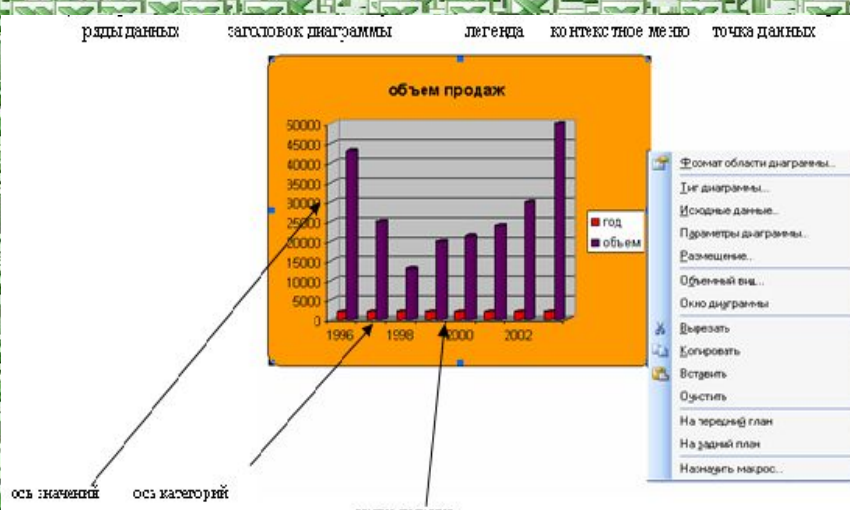 ряды данных заголовок диаграммы легенда контекстное меню точка данных
объем продаж
50000
45000
40000
35000
30000
25000
20000
15000
10000
5000
0
1996 1998 2000 2002
год
объем
Формат области диаграммы...
Тип диаграммы...
Исходные данные...
Параметры диаграммы...
Размещение...
Объемный вид...
Окно диаграммы
Вырезать
Копировать
Вставить
Очистить
На передний план
На задний план
Назначить макрос...
ось значений ось категорий